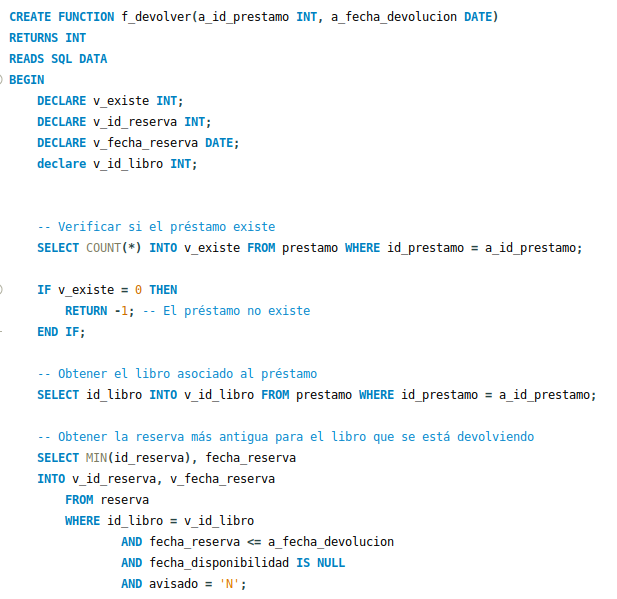 CREATE FUNCTION f_devolver(a_id_prestamo INT, a_fecha_devolucion DATE)
RETURNS INT
READS SQL DATA
BEGIN
    DECLARE v_existe INT;
    DECLARE v_id_reserva INT;
    DECLARE v_fecha_reserva DATE;
    declare v_id_libro INT;
    -- Verificar si el préstamo existe
    SELECT COUNT(*) INTO v_existe FROM prestamo WHERE id_prestamo = a_id_prestamo;
    IF v_existe = 0 THEN
        RETURN -1; -- El préstamo no existe
    END IF;
    -- Obtener el libro asociado al préstamo
    SELECT id_libro INTO v_id_libro FROM prestamo WHERE id_prestamo = a_id_prestamo;
    -- Obtener la reserva más antigua para el libro que se está devolviendo
    SELECT MIN(id_reserva), fecha_reserva
    INTO v_id_reserva, v_fecha_reserva
        FROM reserva
        WHERE id_libro = v_id_libro
                AND fecha_reserva <= a_fecha_devolucion
                AND fecha_disponibilidad IS NULL
                AND avisado = 'N';